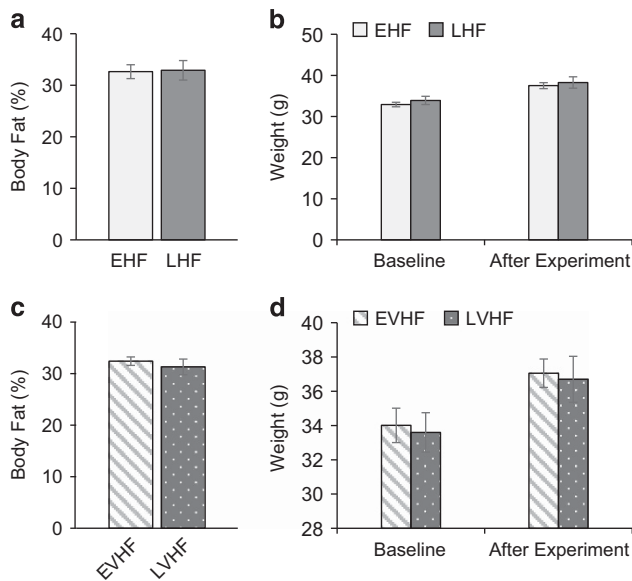 a
Body Fat (%)
40
30
20
10
0
EHF LHF
b
EHF LHF
Weight (g)
50
40
30
20
10
0
Baseline After Experiment
c
Body Fat (%)
40
30
20
10
0
EVHF LVHF
d
EVHF LVHF
Weight (g)
40
38
36
34
32
30
28
Baseline After Experiment